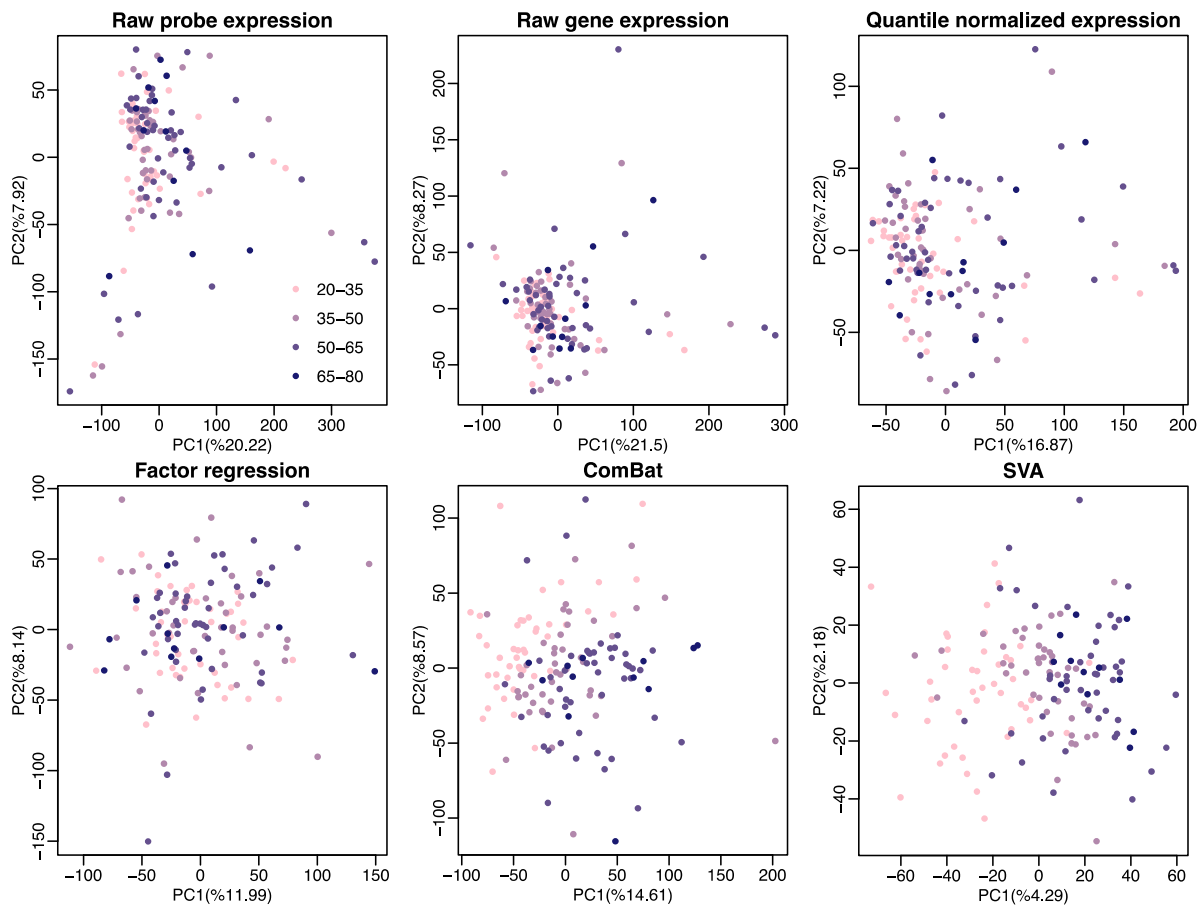 Raw probe expression
PC2(%7.92)
50
0
−50
−100
−150
20−35
35−50
50−65
65−80
−100 0 100 200 300
PC1(%20.22)
Raw gene expression
PC2(%8.27)
200
150
100
50
0
−50
−100 0 100 200 300
PC1(%21.5)
Quantile normalized expression
PC2(%7.22)
100
50
0
−50
−50 0 50 100 150 200
PC1(%16.87)
Factor regression
PC2(%8.14)
100
50
0
−50
−100
−150
−100 −50 0 50 100 150
PC1(%11.99)
ComBat
PC2(%8.57)
100
50
0
−50
−100
−100 −50 0 50 100 150 200
PC1(%14.61)
SVA
PC2(%2.18)
60
40
20
0
−20
−40
−60 −40 −20 0 20 40 60
PC1(%4.29)